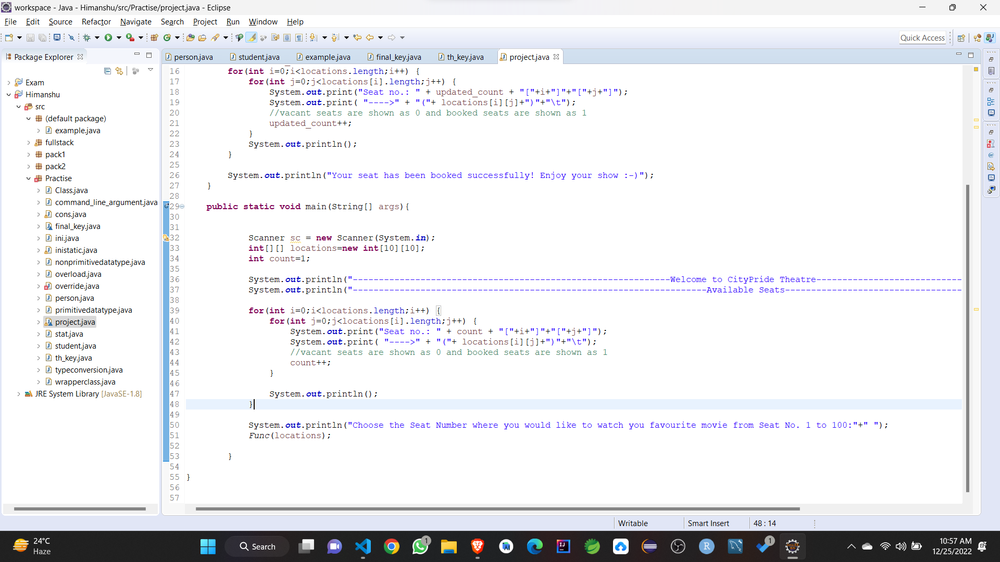 workspace - Java - Himanshu/src/Practise/project.java - Eclipse
File Edit Source Refactor Navigate Search Project Run Window Help
Quick Access
Package Explorer
person.java student.java example.java final_key.java th_key.java project.java
Exam
Himanshu
src
(default package)
example.java
fullstack
pack1
pack2
Practise
Class.java
command_line_argument.java
cons.java
final_key.java
ini.java
inistatic.java
nonprimitivedatatype.java
overload.java
override.java
person.java
primitivedatatype.java
project.java
stat.java
student.java
th_key.java
typeconversion.java
wrapperclass.java
JRE System Library [JavaSE-1.8]
16 for(int i=0;i<locations.length;i++) {
17 for(int j=0;j<locations[i].length;j++) {
18 System.out.print("Seat no.: " + updated_count + "["+i+"]"+"["+j+"]");
19 System.out.print( "---->" + "("+ locations[i][j]+")"+"\t");
20 //vacant seats are shown as 0 and booked seats are shown as 1
21 updated_count++;
22 }
23 System.out.println();
24 }
25
26 System.out.println("Your seat has been booked successfully! Enjoy your show :-)");
27 }
28
29 public static void main(String[] args){
30
31
32 Scanner sc = new Scanner(System.in);
33 int[][] locations=new int[10][10];
34 int count=1;
35
36 System.out.println("-------------------------------------------------------------Welcome to CityPride Theatre----------------------------
37 System.out.println("--------------------------------------------------------------------Available Seats----------------------------------
38
39 for(int i=0;i<locations.length;i++) {
40 for(int j=0;j<locations[i].length;j++) {
41 System.out.print("Seat no.: " + count + "["+i+"]"+"["+j+"]");
42 System.out.print( "---->" + "("+ locations[i][j]+")"+"\t");
43 //vacant seats are shown as 0 and booked seats are shown as 1
44 count++;
45 }
46
47 System.out.println();
48 }
49
50 System.out.println("Choose the Seat Number where you would like to watch you favourite movie from Seat No. 1 to 100:"+" ");
51 Func(locations);
52
53 }
54
55 }
56
57
Writable Smart Insert 48 : 14
24°C
Haze
Search
1
1
10:57 AM
12/25/2022